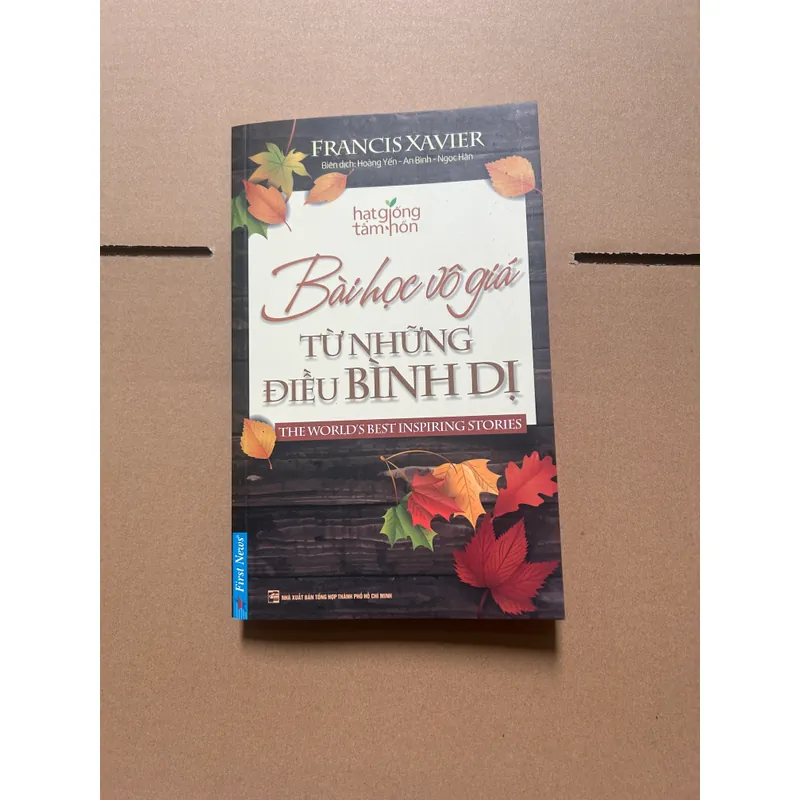 FRANCIS XAVIER
Biên dịch: Hoàng Yến - An Bình - Ngọc Hân
hạt giống
tâm hồn
Bài học vô giá
TỪ NHỮNG
ĐIỀU BÌNH DỊ
THE WORLD'S BEST INSPIRING STORIES
First News
NHÀ XUẤT BẢN TỔNG HỢP THÀNH PHỐ HỒ CHÍ MINH